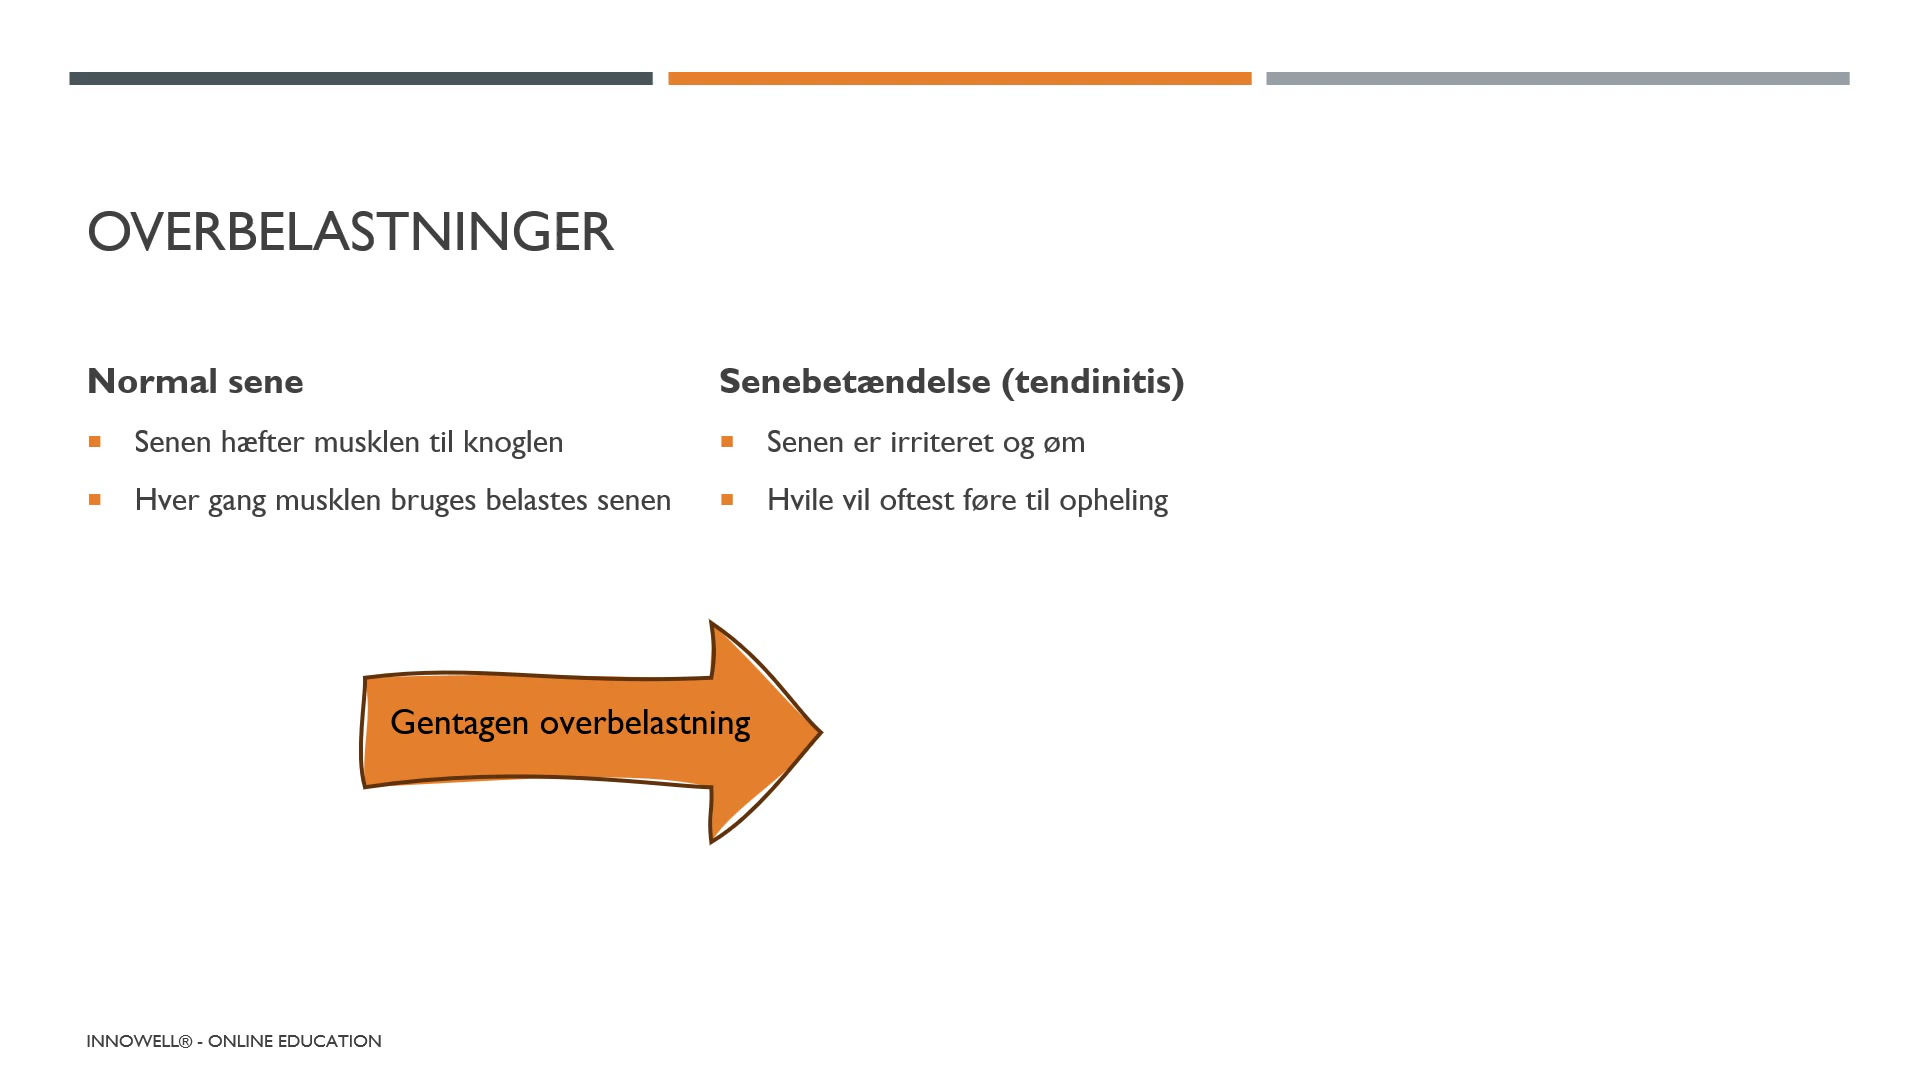 OVERBELASTNINGER
Normal sene
Senen hæfter musklen til knoglen
Hver gang musklen bruges belastes senen
Senebetændelse (tendinitis)
Senen er irriteret og øm
Hvile vil oftest føre til opheling
Gentagen overbelastning
INNOWELL® - ONLINE EDUCATION